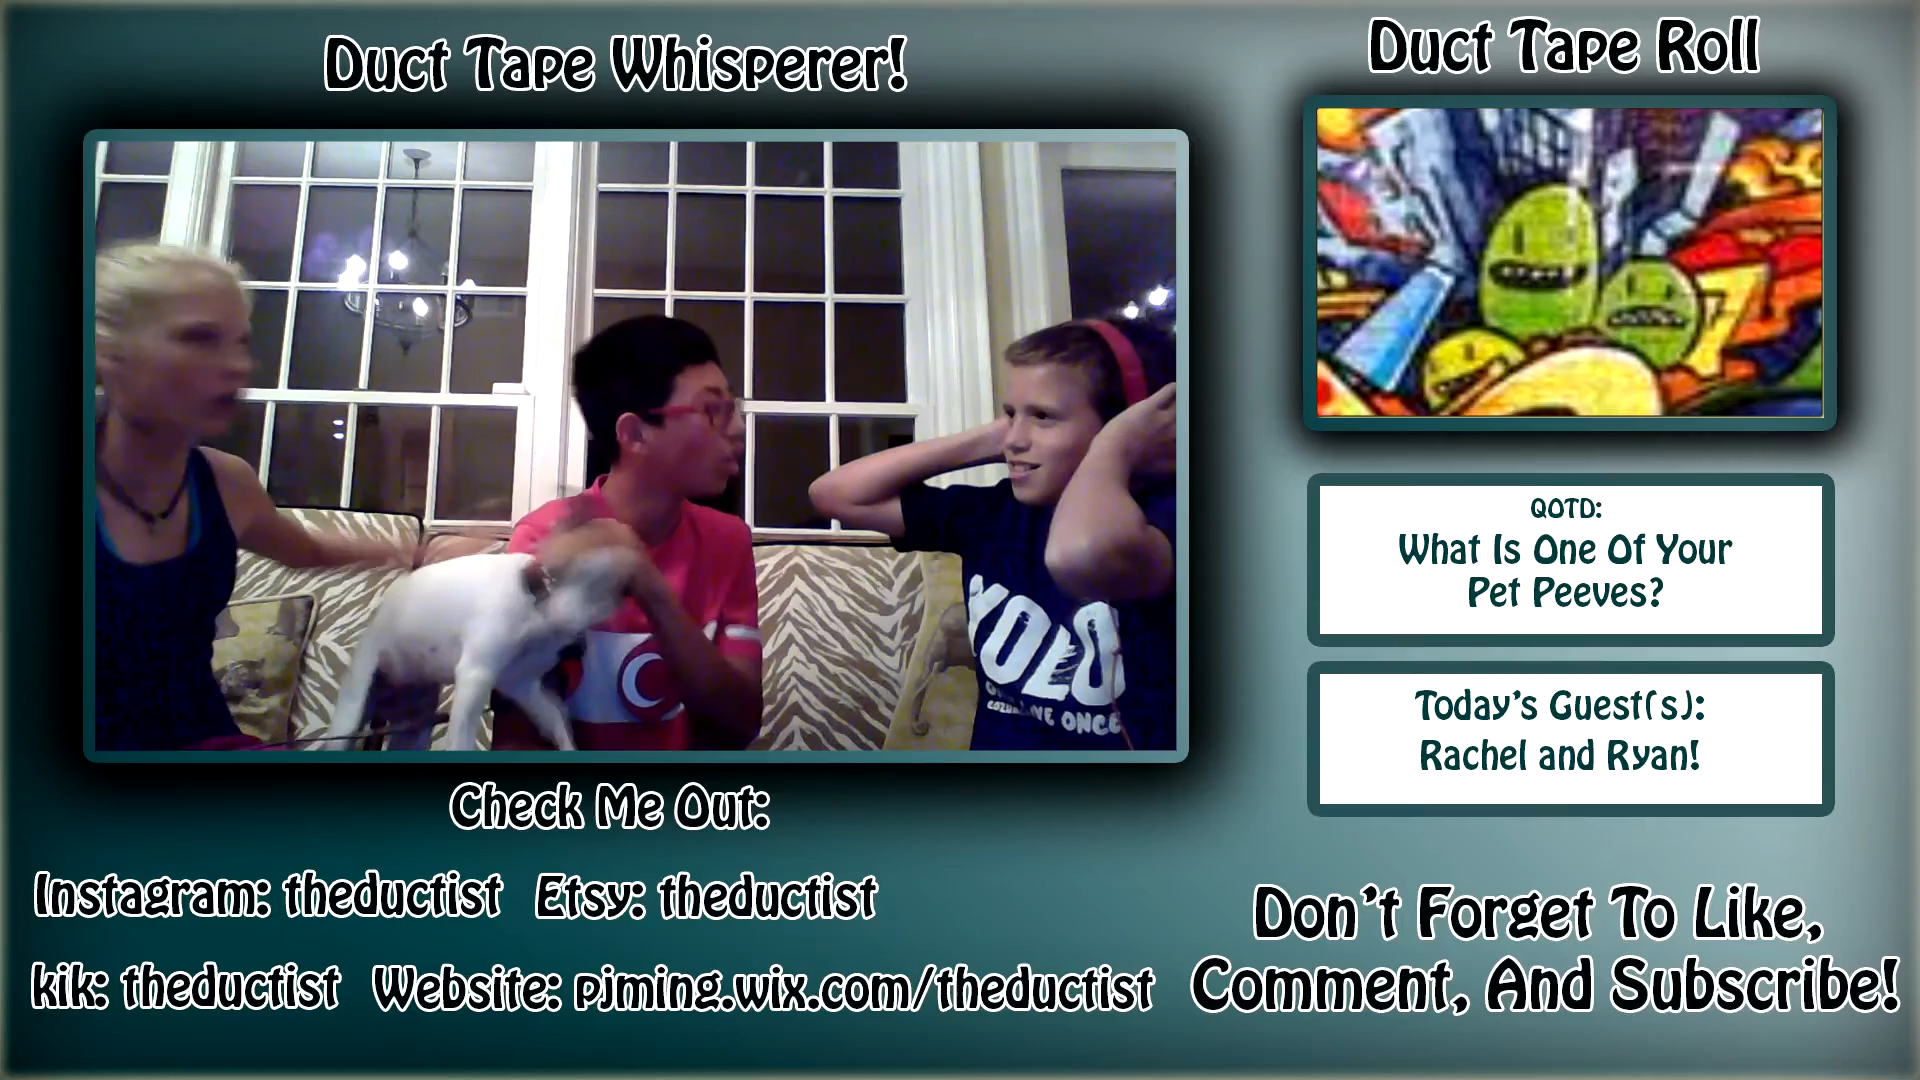 Duct Tape Whisperer!
Duct Tape Roll
QOTD:
What Is One Of Your
Pet Peeves?
Today's Guest(s):
Rachel and Ryan!
YOLO
ONCE
Check Me Out:
Instagram: theductist Etsy: theductist
kik: theductist Website: pjming.wix.com/theductist
Don't Forget To Like,
Comment, And Subscribe!